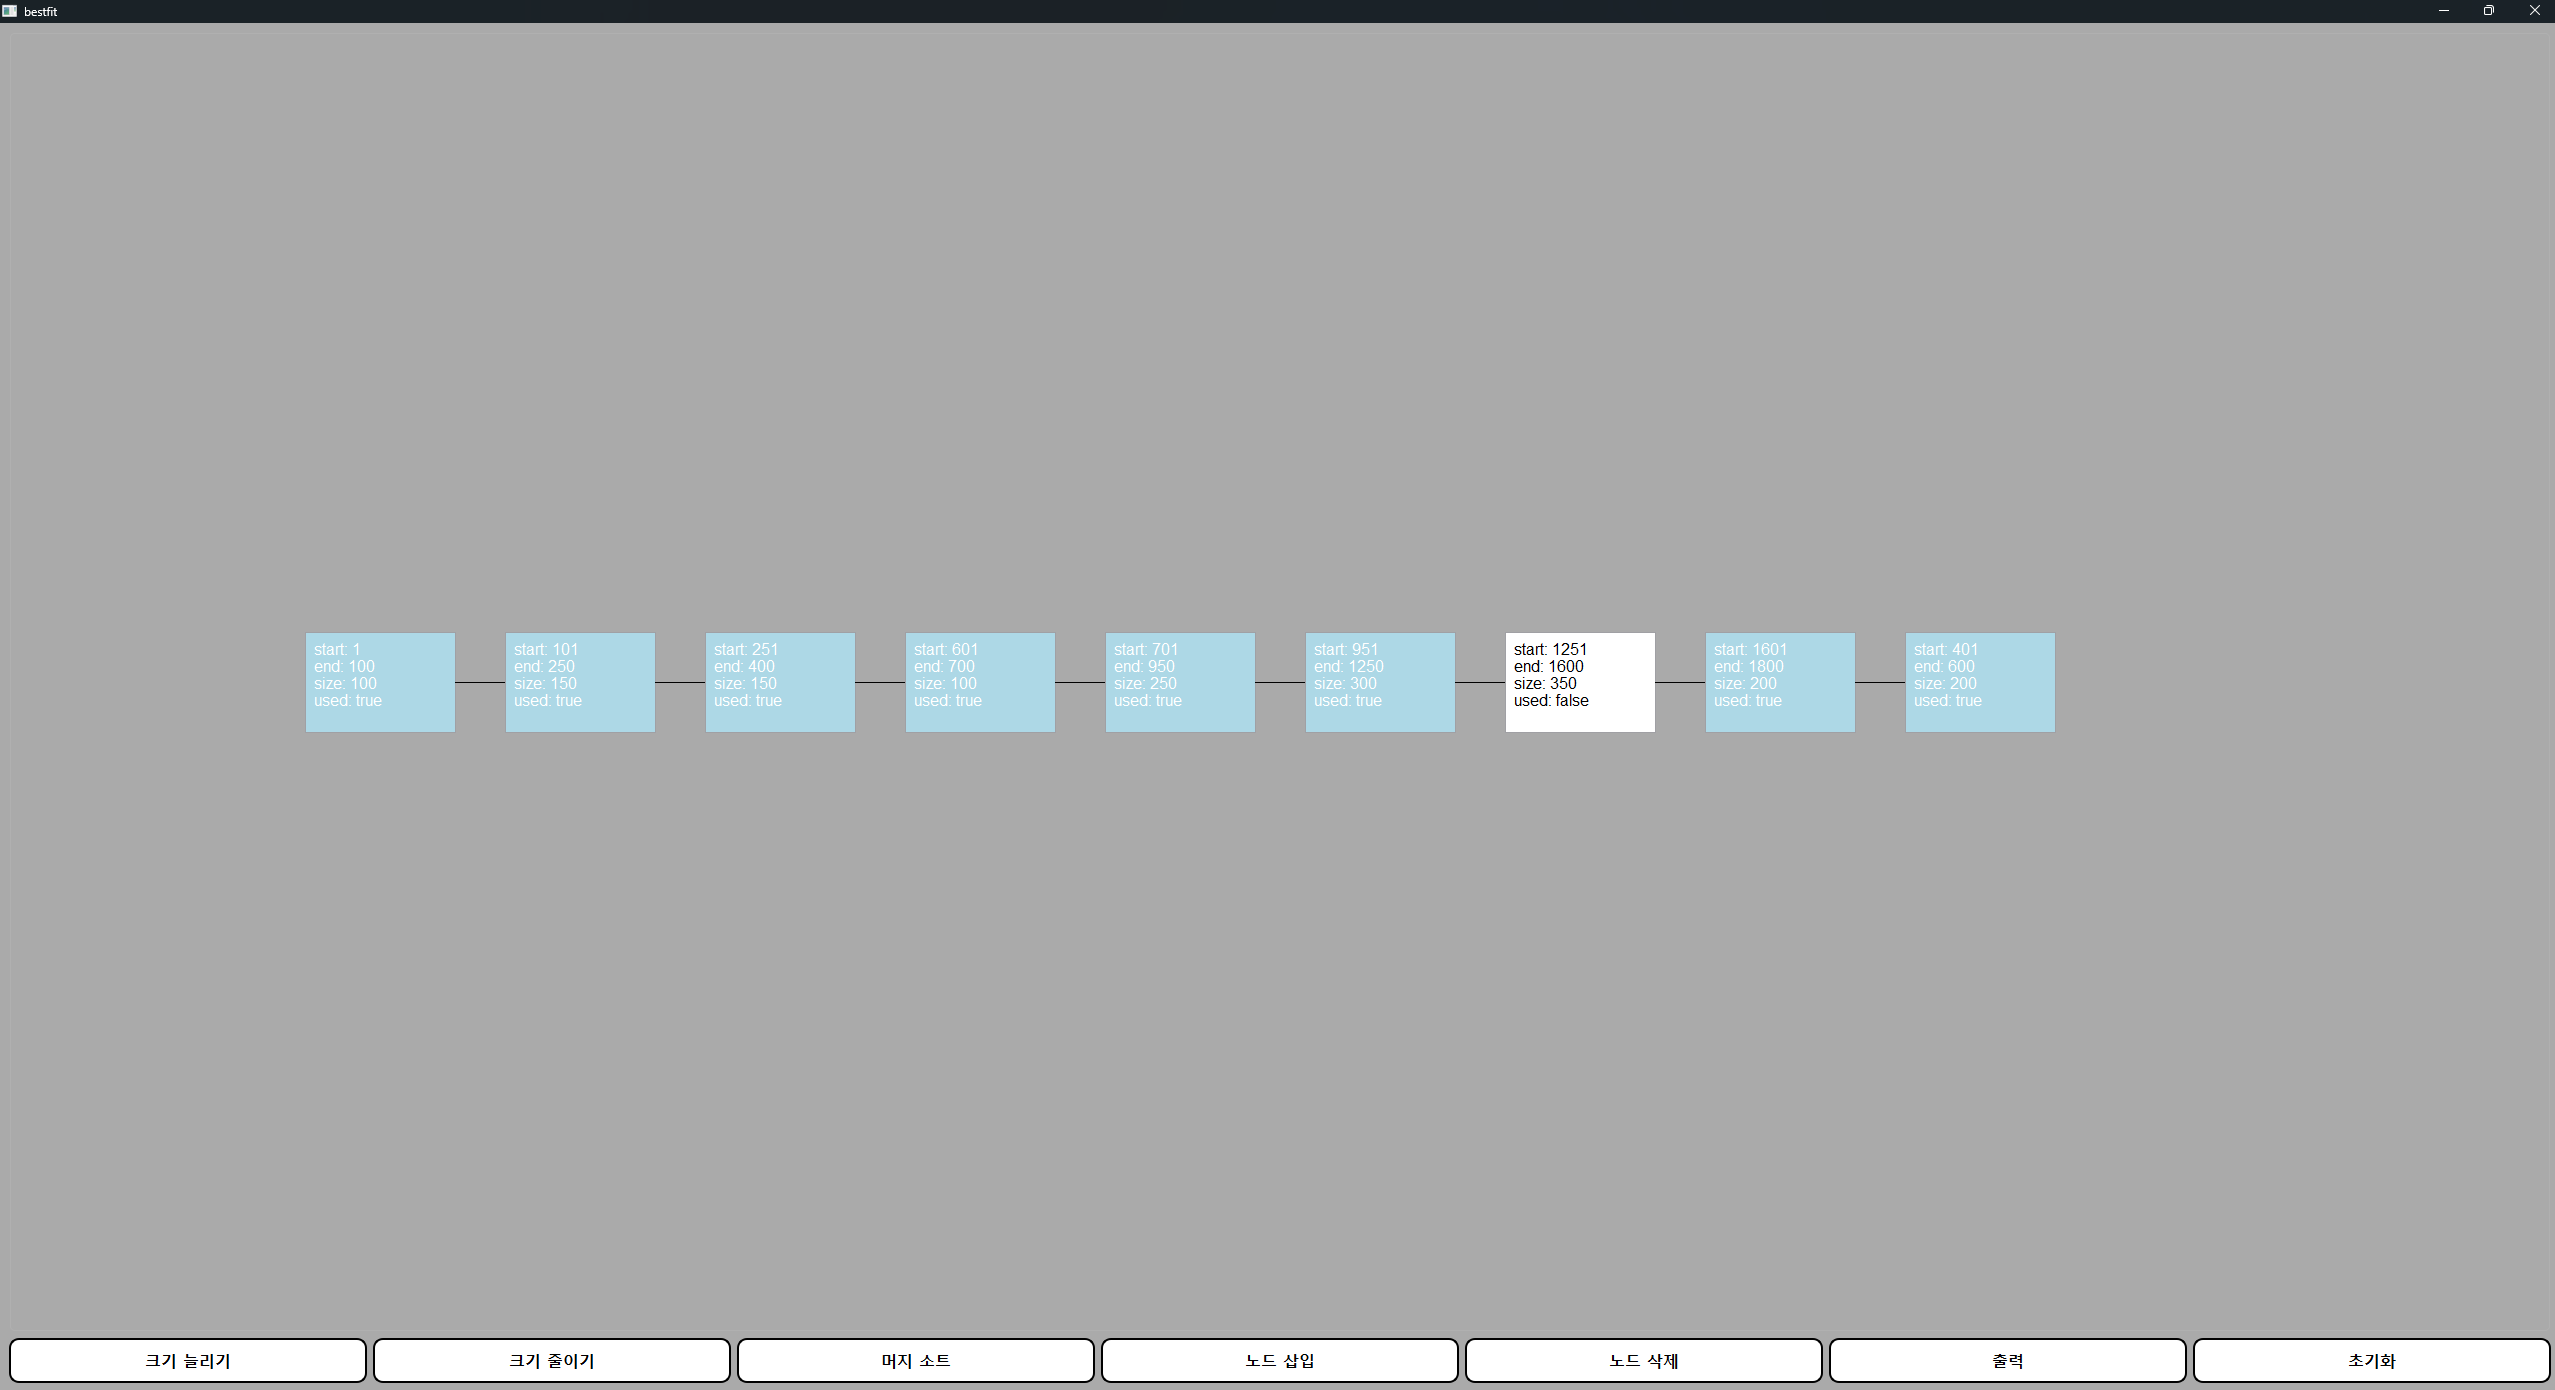 bestfit
start: 1
end: 100
size: 100
used: true
start: 101
end: 250
size: 150
used: true
start: 251
end: 400
size: 150
used: true
start: 601
end: 700
size: 100
used: true
start: 701
end: 950
size: 250
used: true
start: 951
end: 1250
size: 300
used: true
start: 1251
end: 1600
size: 350
used: false
start: 1601
end: 1800
size: 200
used: true
start: 401
end: 600
size: 200
used: true
크기 늘리기
크기 줄이기
머지 소트
노드 삽입
노드 삭제
출력
초기화